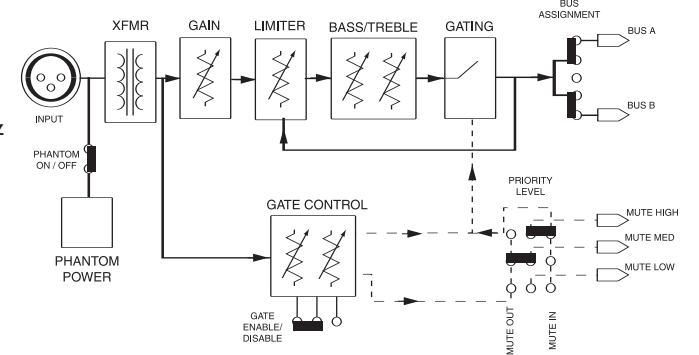 BUS
ASSIGNMENT
XFMR
GAIN
LIMITER
BASS/TREBLE
GATING
BUS A
BUS B
INPUT
PHANTOM
ON / OFF
PHANTOM
POWER
GATE CONTROL
GATE
ENABLE/
DISABLE
PRIORITY
LEVEL
MUTE HIGH
MUTE MED
MUTE LOW
MUTE OUT
MUTE IN